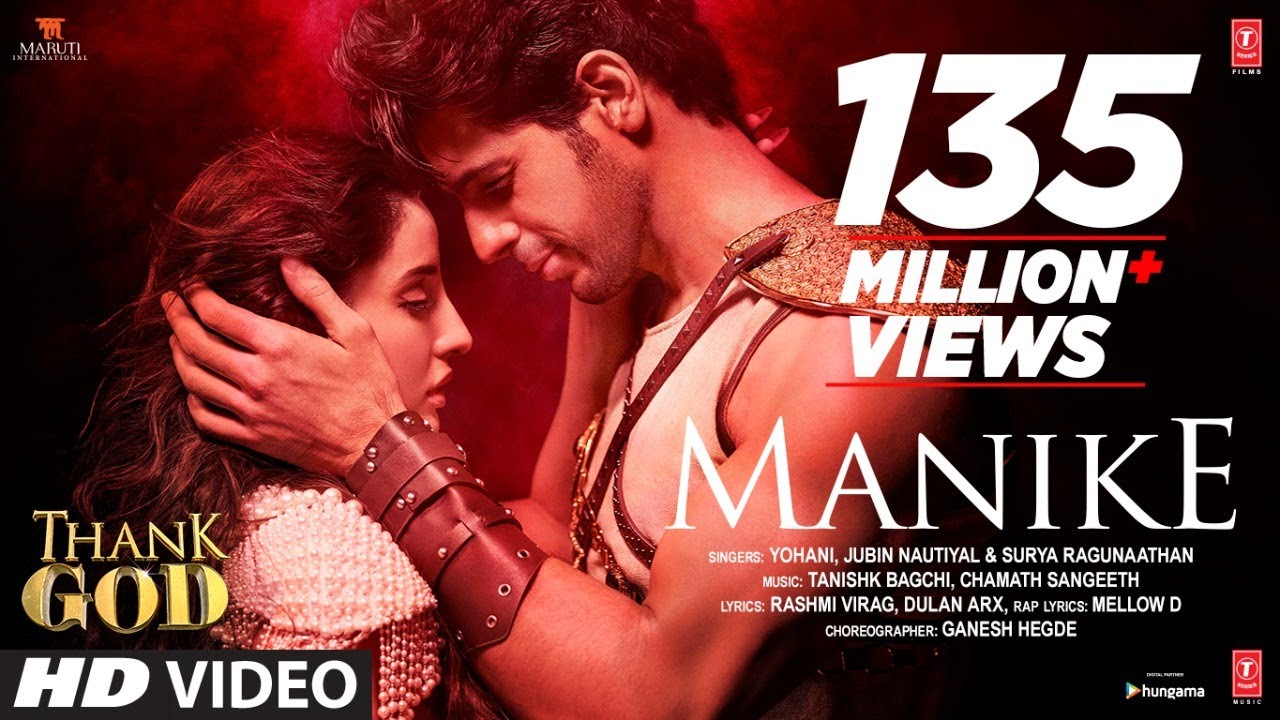 MARUTI
INTERNATIONAL
T
SERIES
FILMS
135
MILLION+
VIEWS
MANIKE
SINGERS: YOHANI, JUBIN NAUTIYAL & SURYA RAGUNAATHAN
MUSIC: TANISHK BAGCHI, CHAMATH SANGEETH
LYRICS: RASHMI VIRAG, DULAN ARX, RAP LYRICS: MELLOW D
CHOREOGRAPHER: GANESH HEGDE
THANK
GOD
HD VIDEO
DIGITAL PARTNER
hungama
T
SERIES
MUSIC